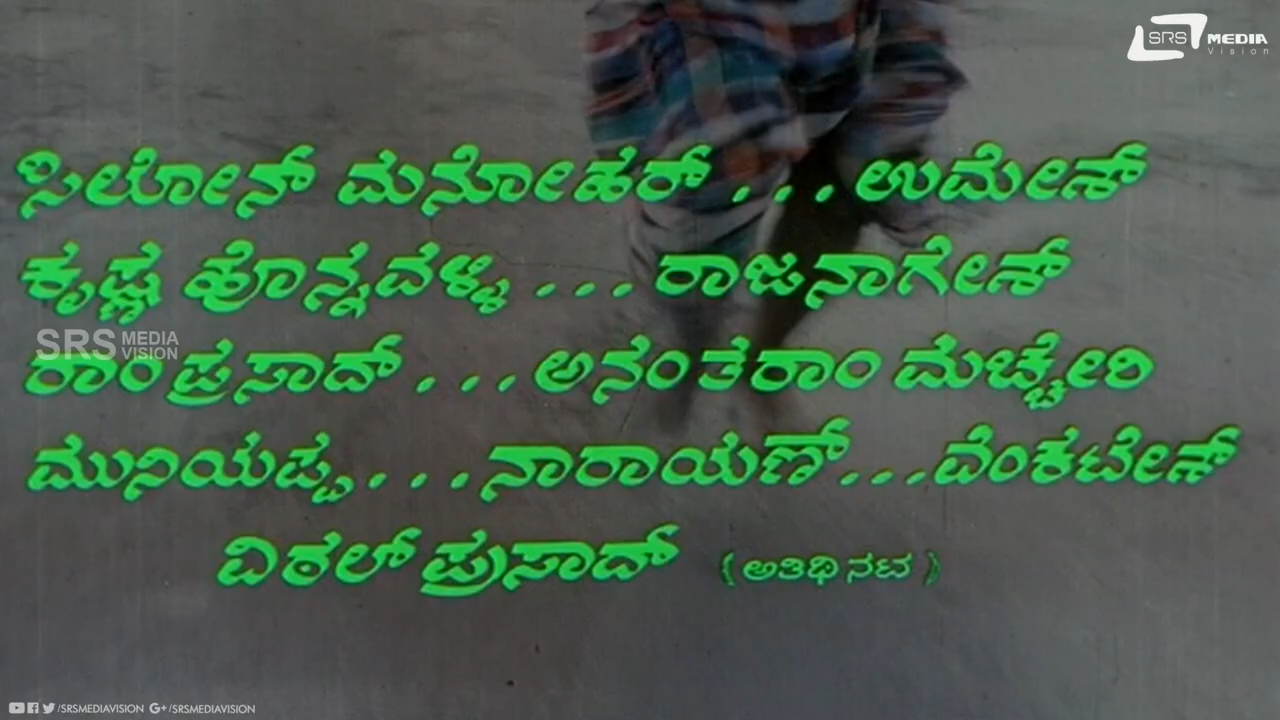 SRS MEDIA Vision
ಸಿಲೋನ್ ಮನೋಹರ್ . . . ಉಮೇಶ್
ಕೃಷ್ಣ ಹೊನ್ನವಳ್ಳಿ . . . ರಾಜನಾಗೇಶ್
SRS MEDIA VISION
ರಾಂ ಪ್ರಸಾದ್ . . . ಅನಂತರಾಂ ಮಚ್ಚೇರಿ
ಮುನಿಯಪ್ಪ . . . ನಾರಾಯಣ್ . . . ವೆಂಕಟೇಶ್
ವಿಠಲ್ ಪ್ರಸಾದ್ (ಅತಿಥಿ ನಟ)
/SRSMEDIAVISION G+/SRSMEDIAVISION